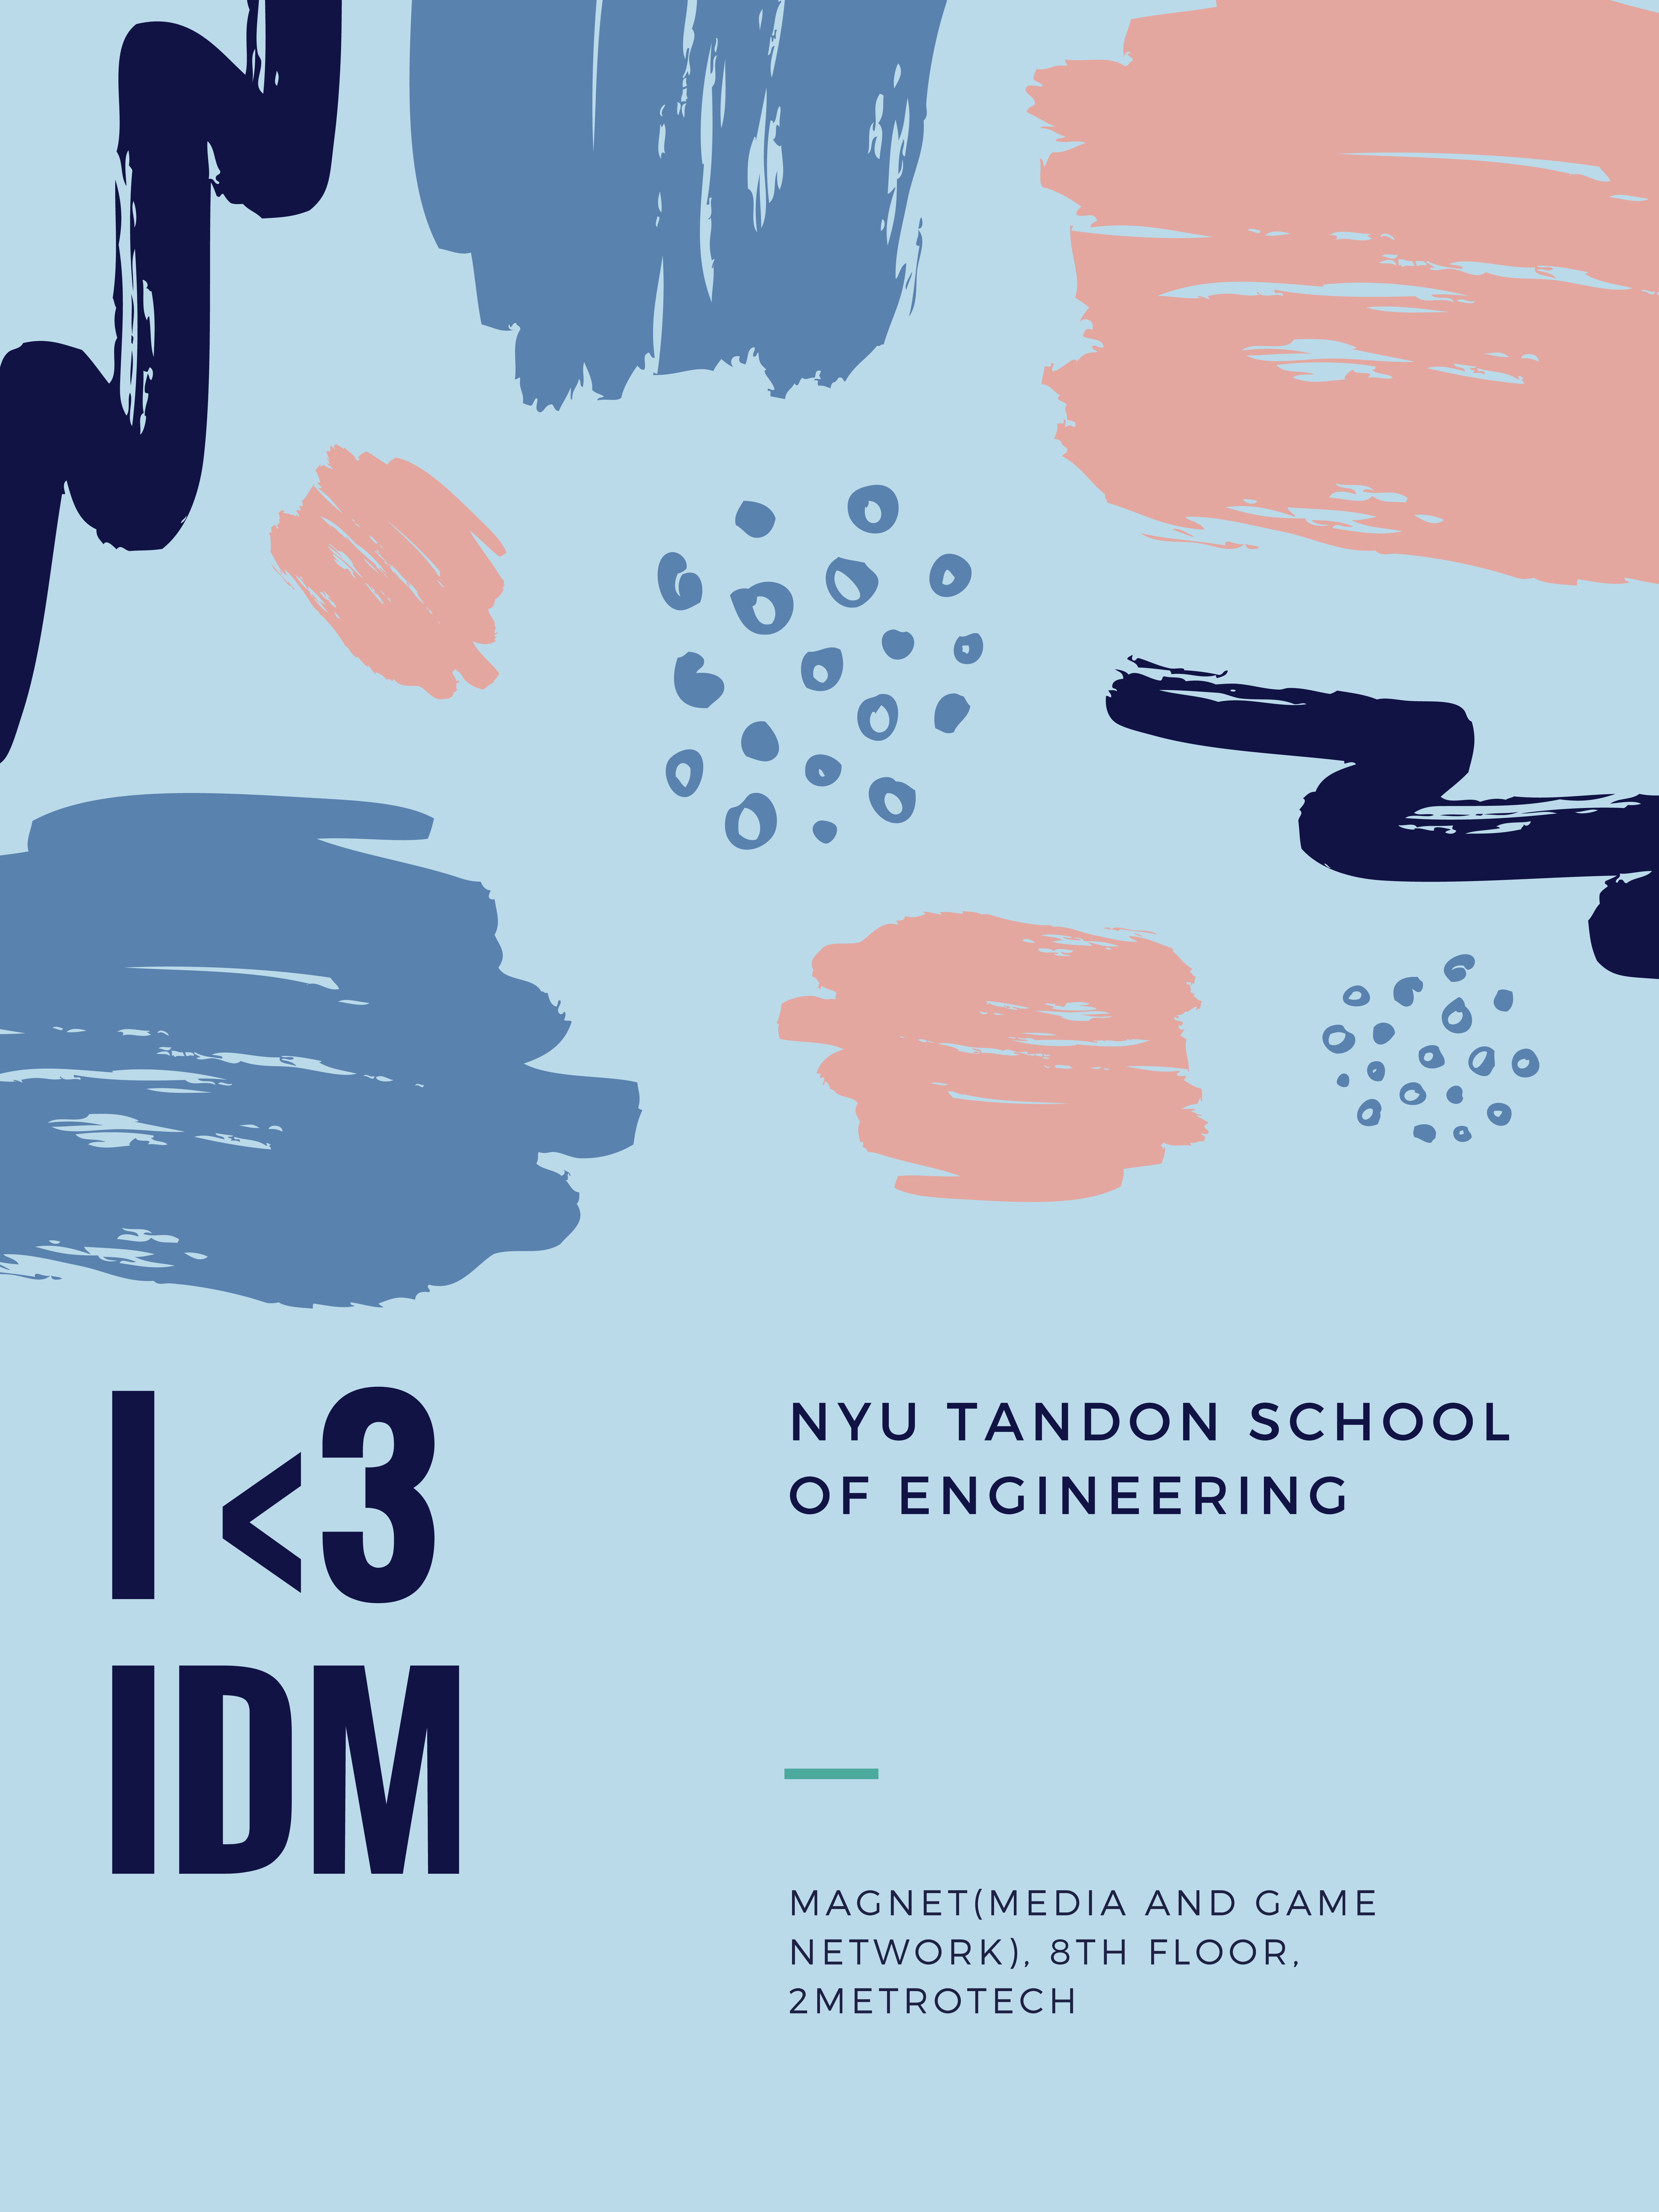 I <3
IDM
NYU TANDON SCHOOL
OF ENGINEERING
MAGNET(MEDIA AND GAME
NETWORK), 8TH FLOOR,
2METROTECH